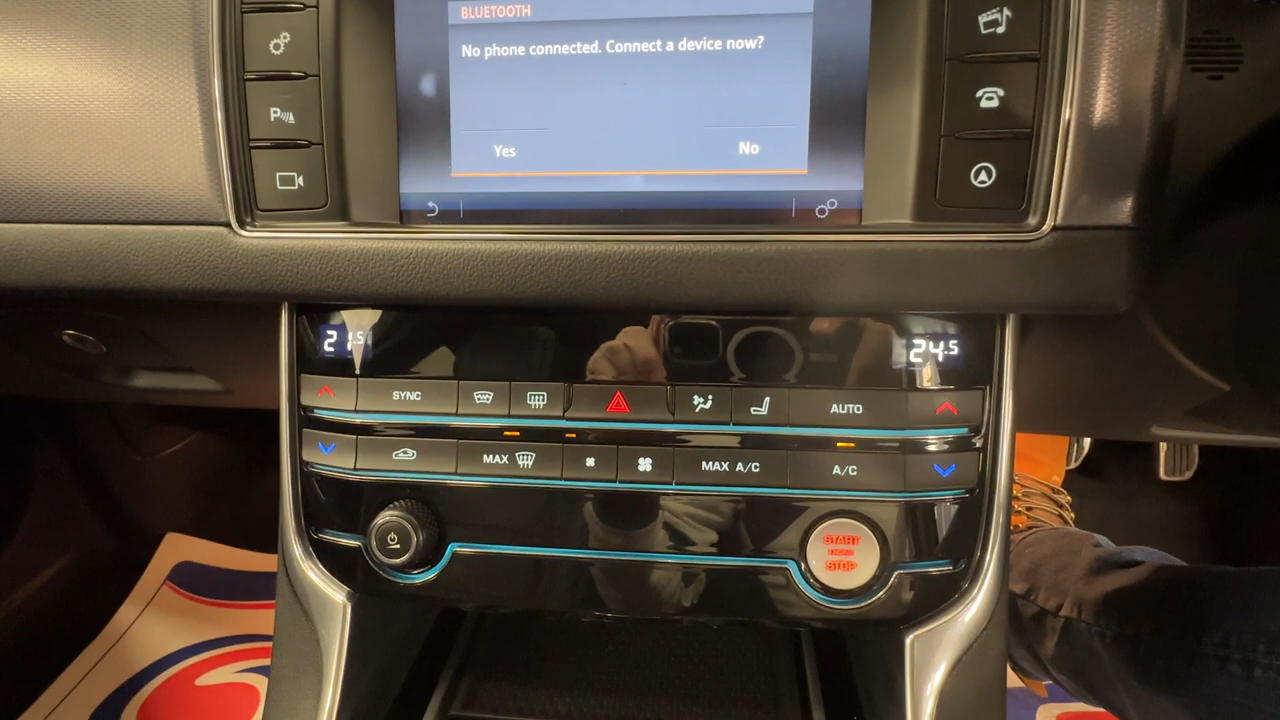 BLUETOOTH
No phone connected. Connect a device now?
Yes
No
P
21.5
24.5
SYNC
AUTO
MAX
MAX A/C
A/C
START
ENGINE
STOP